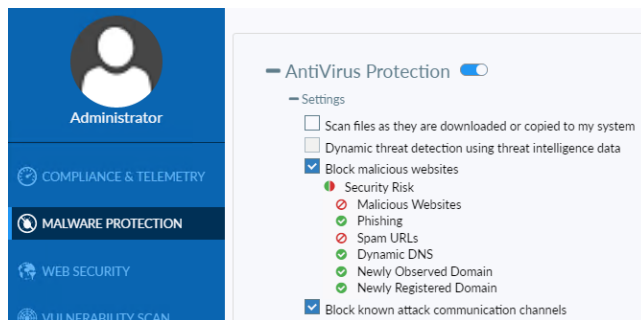 Administrator
COMPLIANCE & TELEMETRY
MALWARE PROTECTION
WEB SECURITY
VULNERABILITY SCAN
AntiVirus Protection
Settings
Scan files as they are downloaded or copied to my system
Dynamic threat detection using threat intelligence data
Block malicious websites
Security Risk
Malicious Websites
Phishing
Spam URLs
Dynamic DNS
Newly Observed Domain
Newly Registered Domain
Block known attack communication channels